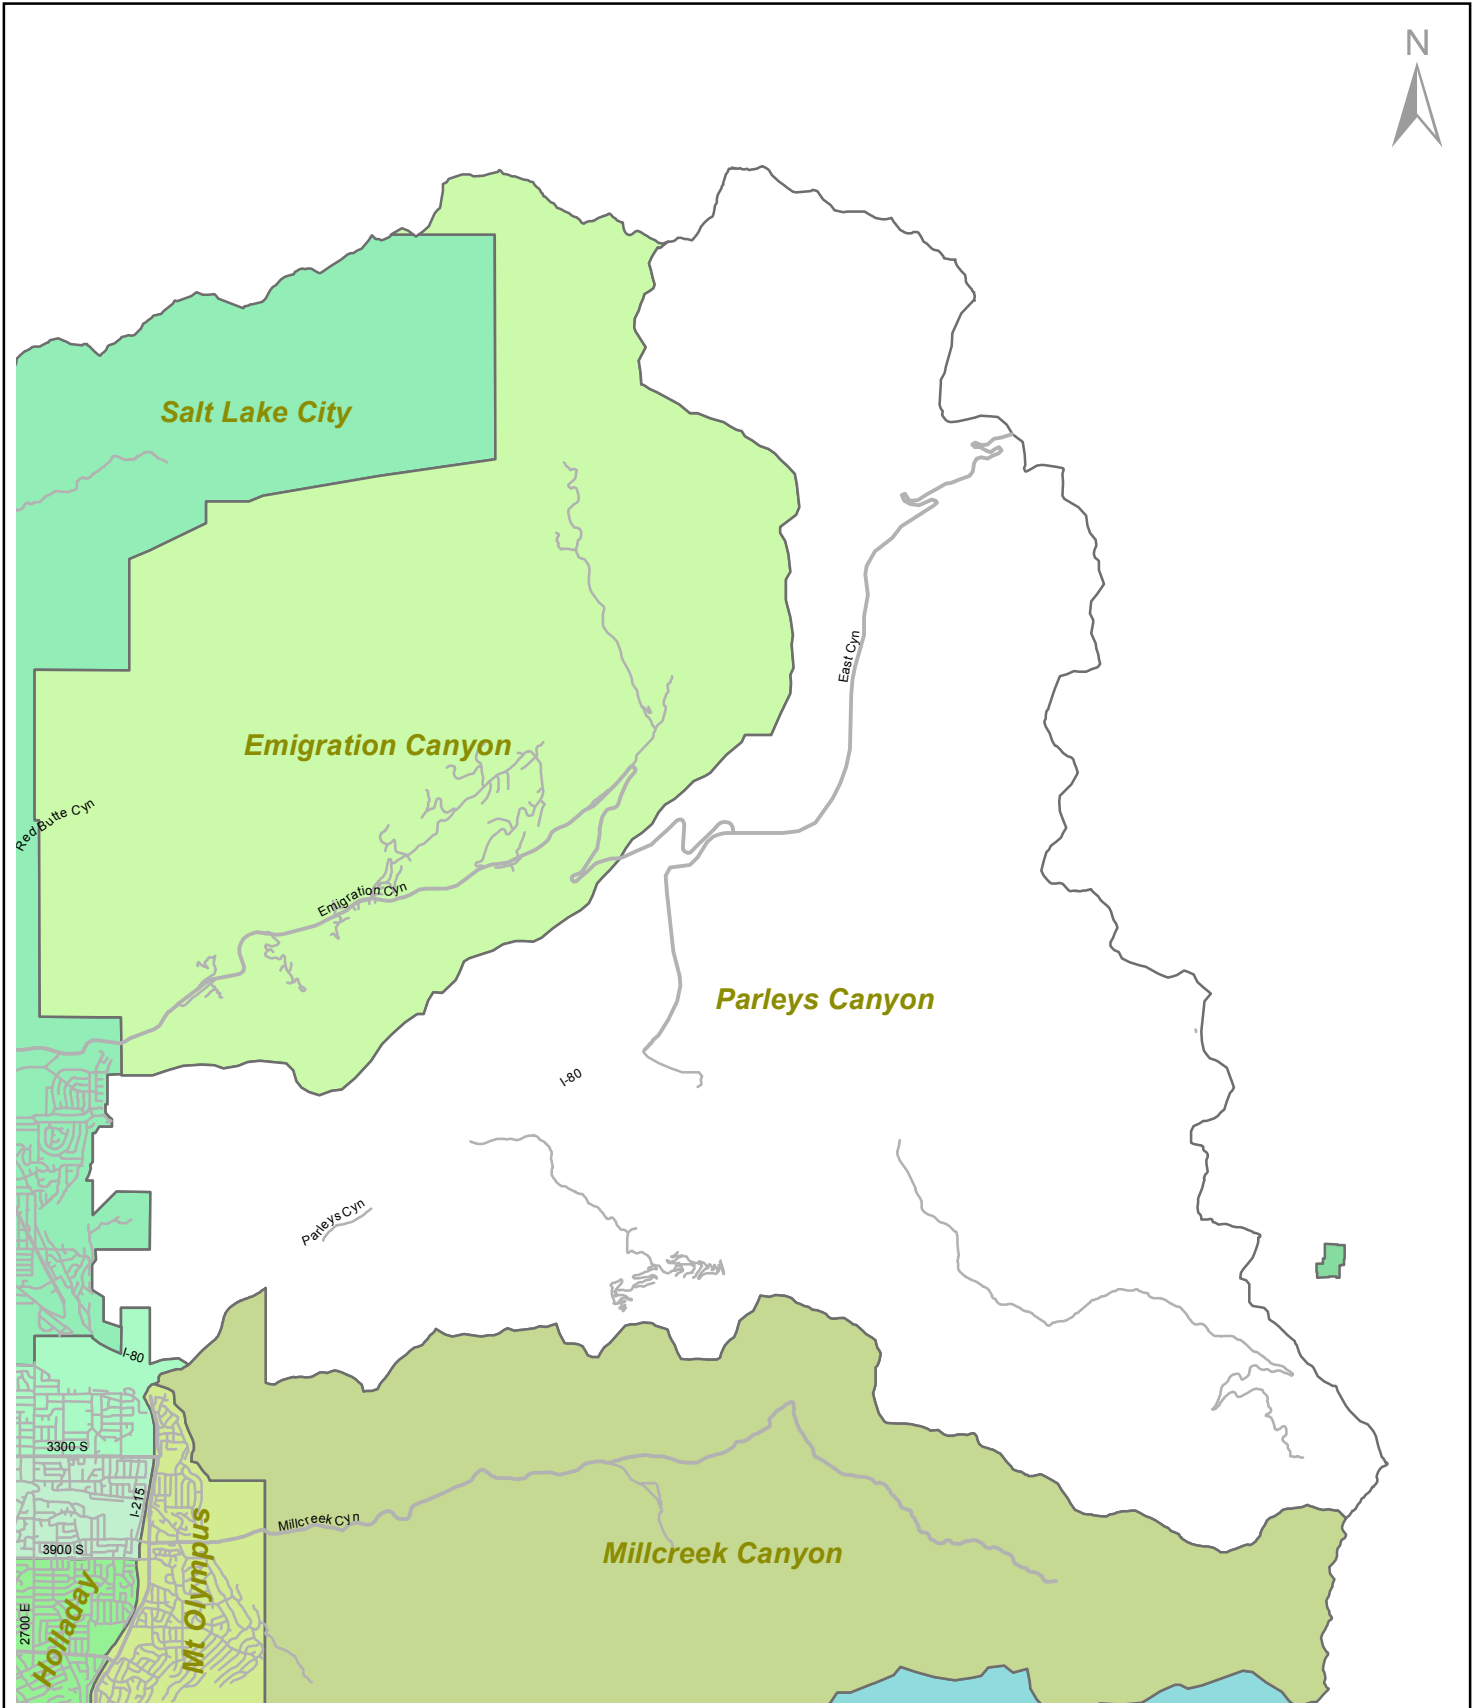 N
Salt Lake City
East Cyn
Emigration Canyon
Red Butte Cyn
Emigration Cyn
Parleys Canyon
I-80
Parleys Cyn
I-80
3300 S
I-215
Millcreek Cyn
3900 S
Millcreek Canyon
Mt Olympus
Holladay
2700 E